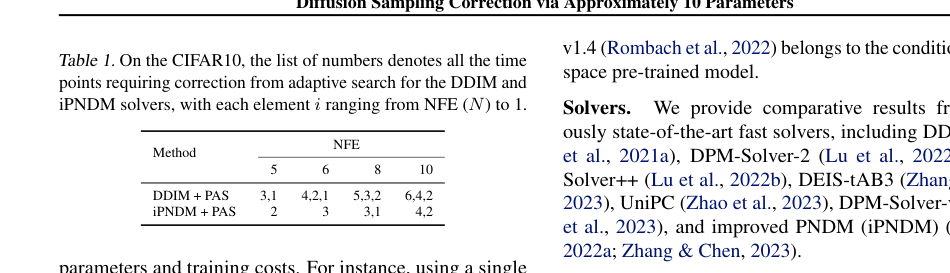 Diffusion Sampling Correction via Approximately 10 Parameters
Table 1. On the CIFAR10, the list of numbers denotes all the time
points requiring correction from adaptive search for the DDIM and
iPNDM solvers, with each element i ranging from NFE (N) to 1.
Method NFE
5 6 8 10
DDIM + PAS 3,1 4,2,1 5,3,2 6,4,2
iPNDM + PAS 2 3 3,1 4,2
parameters and training costs. For instance, using a single
v1.4 (Rombach et al., 2022) belongs to the conditio
space pre-trained model.
Solvers. We provide comparative results fr
ously state-of-the-art fast solvers, including DD
et al., 2021a), DPM-Solver-2 (Lu et al., 2022
Solver++ (Lu et al., 2022b), DEIS-tAB3 (Zhang
2023), UniPC (Zhao et al., 2023), DPM-Solver-v
et al., 2023), and improved PNDM (iPNDM) (
2022a; Zhang & Chen, 2023).